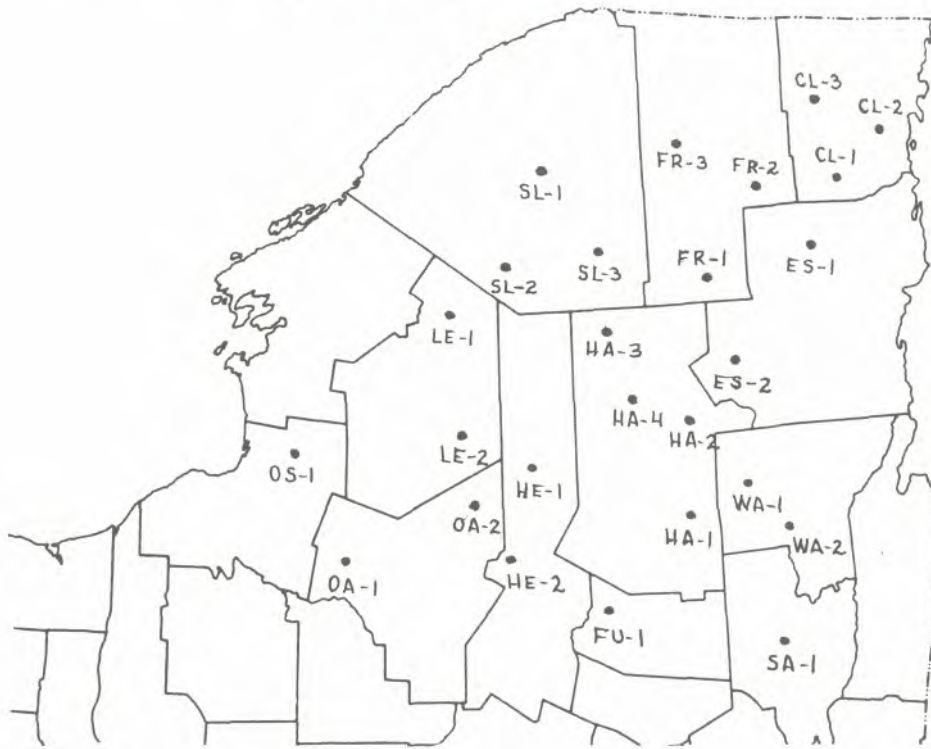 CL-3
CL-2
FR-3
FR-2
CL-1
SL-1
SL-2
SL-3
FR-1
ES-1
LE-1
HA-3
ES-2
HA-4
HA-2
OS-1
LE-2
HE-1
WA-1
OA-2
HA-1
WA-2
OA-1
HE-2
FU-1
SA-1